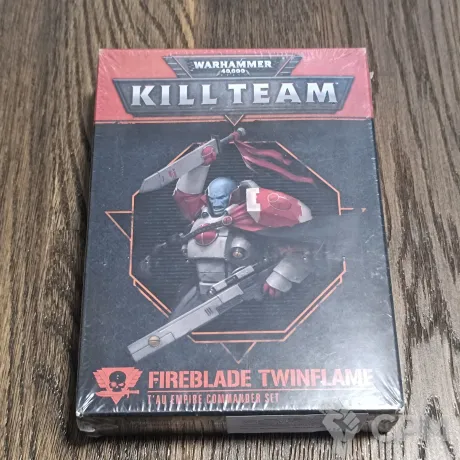 WARHAMMER
40,000
KILL TEAM
FIREBLADE TWINFLAME
T'AU EMPIRE COMMANDER SET